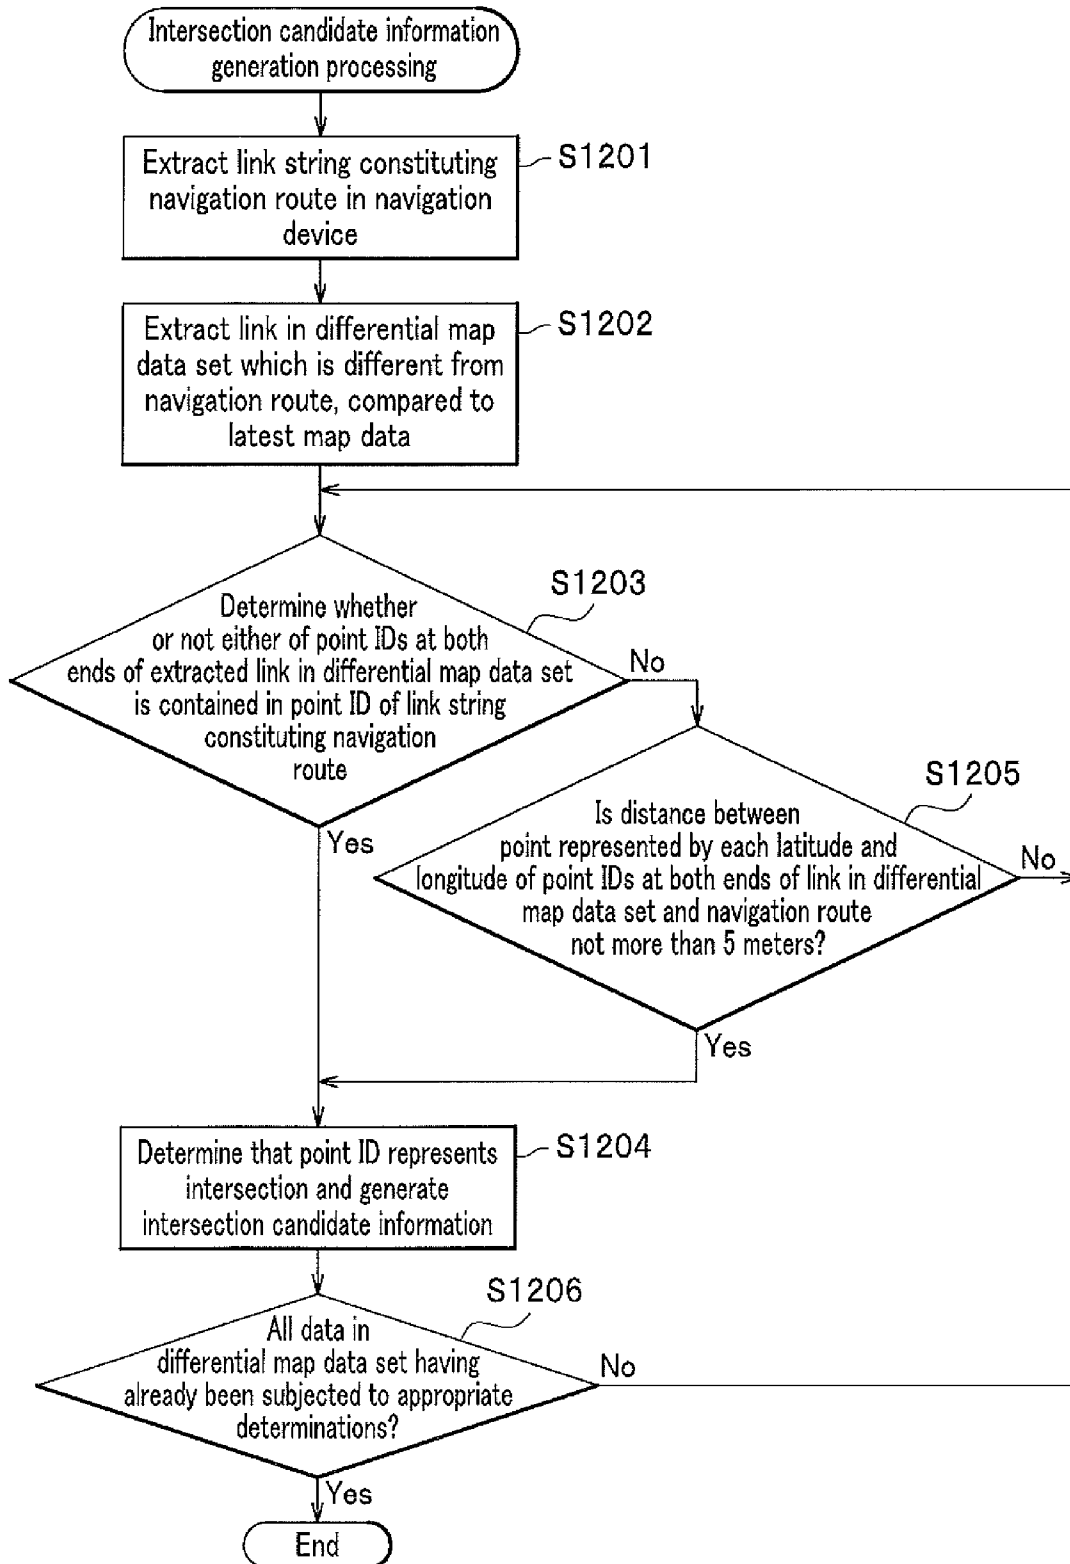 Intersection candidate information
generation processing
S1201
Extract link string constituting
navigation route in navigation
device
S1202
Extract link in differential map
data set which is different from
navigation route, compared to
latest map data
S1203
Determine whether
or not either of point IDs at both
ends of extracted link in differential map data set
is contained in point ID of link string
constituting navigation
route
No
Yes
S1205
Is distance between
point represented by each latitude and
longitude of point IDs at both ends of link in differential
map data set and navigation route
not more than 5 meters?
No
Yes
S1204
Determine that point ID represents
intersection and generate
intersection candidate information
S1206
All data in
differential map data set having
already been subjected to appropriate
determinations?
No
Yes
End